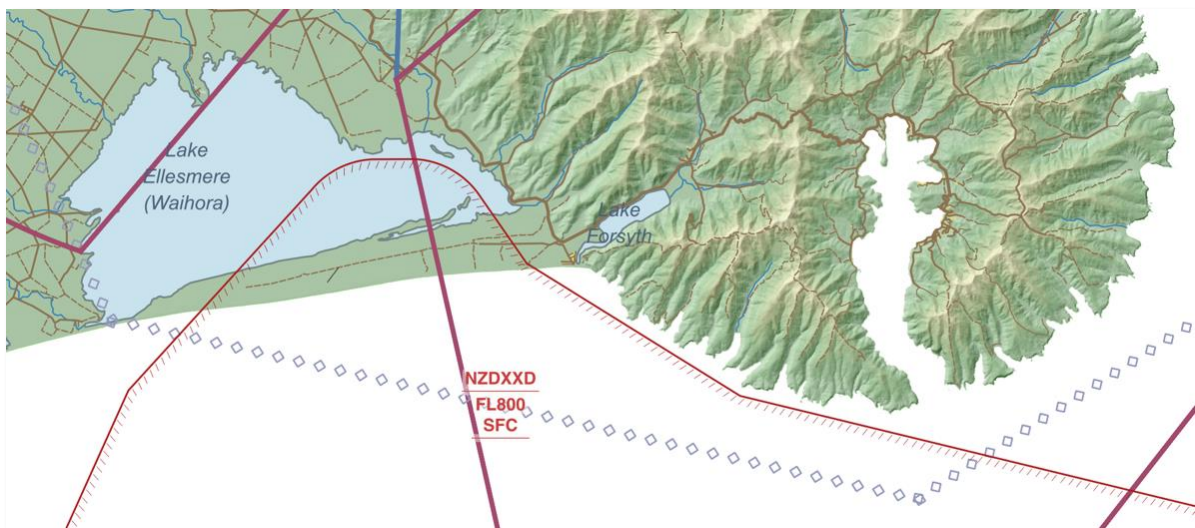 Lake
Ellesmere
(Waihora)
Lake
Forsyth
NZDXXD
FL800
SFC